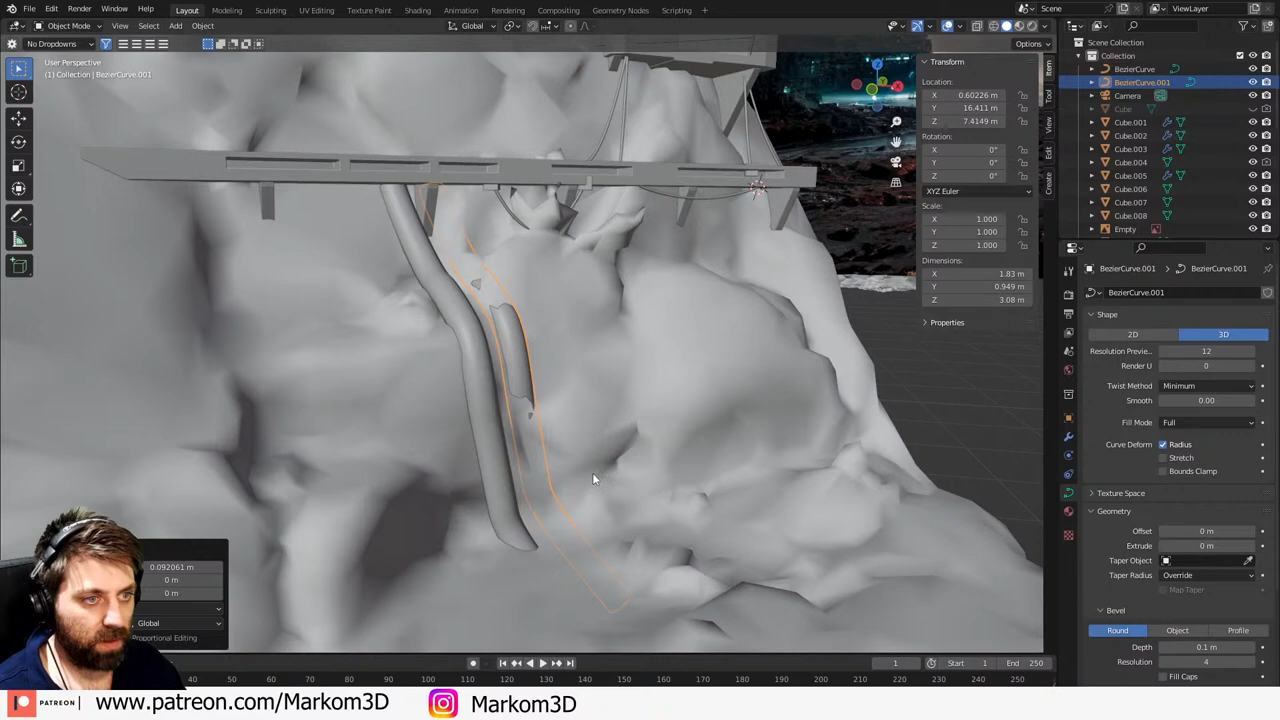 File Edit Render Window Help Layout Modeling Sculpting UV Editing Texture Paint Shading Animation Rendering Compositing Geometry Nodes Scripting + Scene ViewLayer
Object Mode View Select Add Object Global
No Dropdowns Options
User Perspective
(1) Collection | BezierCurve.001
Scene Collection
Collection
BezierCurve
BezierCurve.001
Camera
Cube
Cube.001
Cube.002
Cube.003
Cube.004
Cube.005
Cube.006
Cube.007
Cube.008
Empty
Transform
Location:
X 0.60226 m
Y 16.411 m
Z 7.4149 m
Rotation:
X 0°
Y 0°
Z 0°
XYZ Euler
Scale:
X 1.000
Y 1.000
Z 1.000
Dimensions:
X 1.83 m
Y 0.949 m
Z 3.08 m
Properties
Item
Tool
View
Edit
Create
BezierCurve.001 BezierCurve.001
BezierCurve.001
Shape
2D 3D
Resolution Previe... 12
Render U 0
Twist Method Minimum
Smooth 0.00
Fill Mode Full
Curve Deform Radius
Stretch
Bounds Clamp
Texture Space
Geometry
Offset 0 m
Extrude 0 m
Taper Object
Taper Radius Override
Map Taper
Bevel
Round Object Profile
Depth 0.1 m
Resolution 4
Fill Caps
0.092061 m
0 m
0 m
Global
Proportional Editing
1 Start 1 End 250
40 50 60 70 80 90 100 110 120 130 140 150 160 170 180 190 200 210 220 230 240 250
PATREON www.patreon.com/Markom3D Markom3D